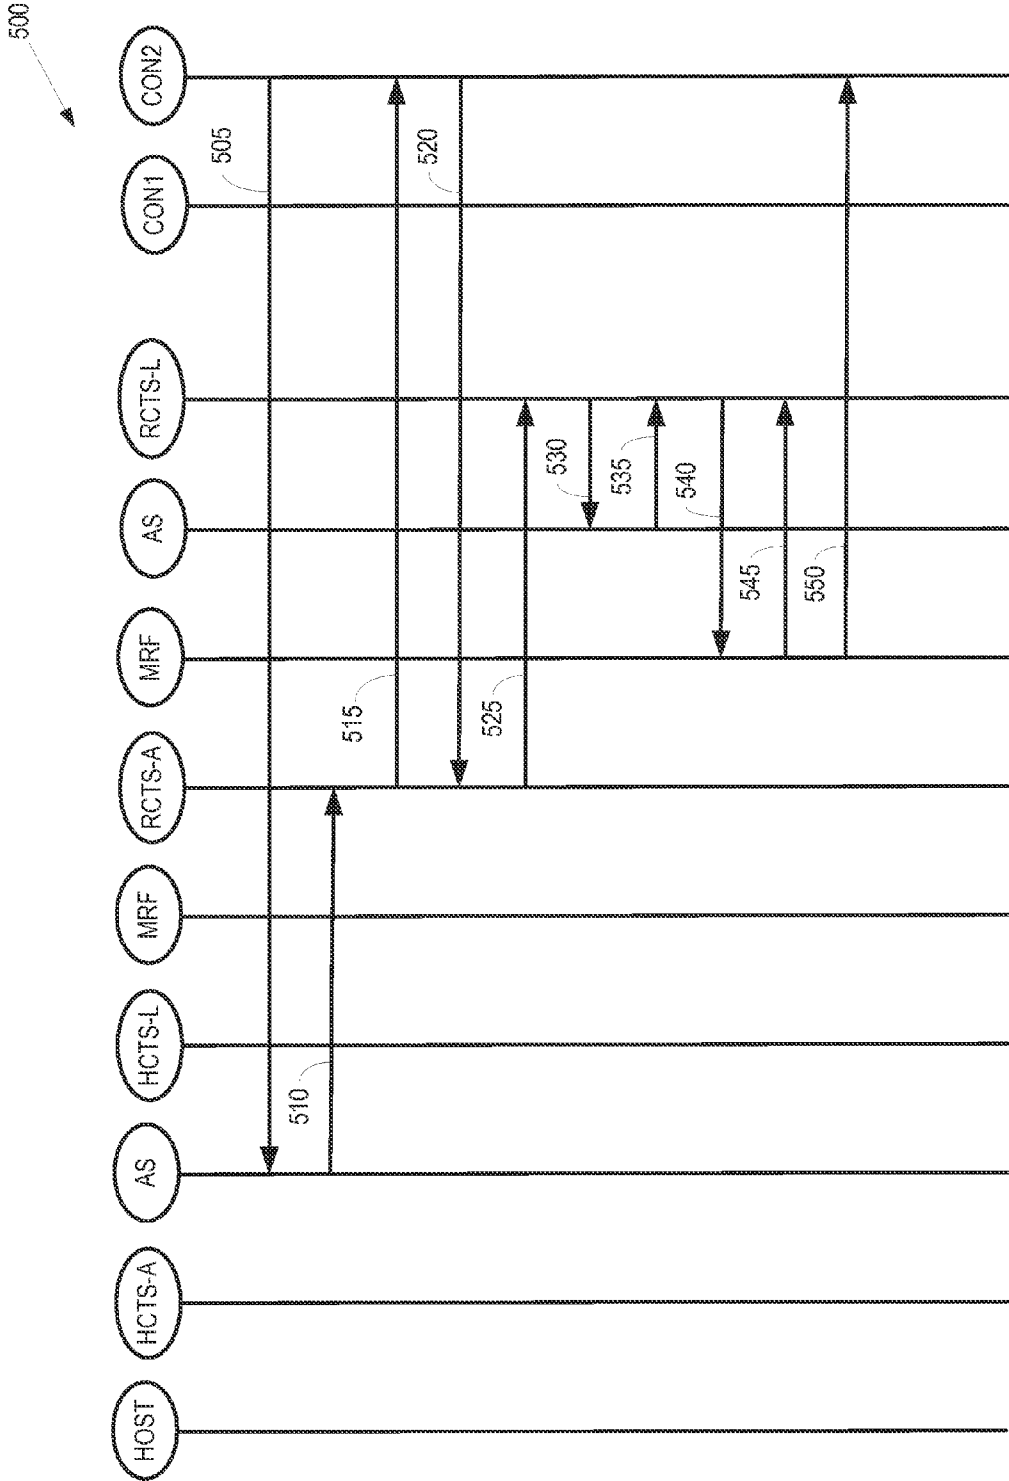 500
HOST
HCTS-A
AS
HCTS-L
MRF
RCTS-A
MRF
AS
RCTS-L
CON1
CON2
505
510
515
520
525
530
535
540
545
550